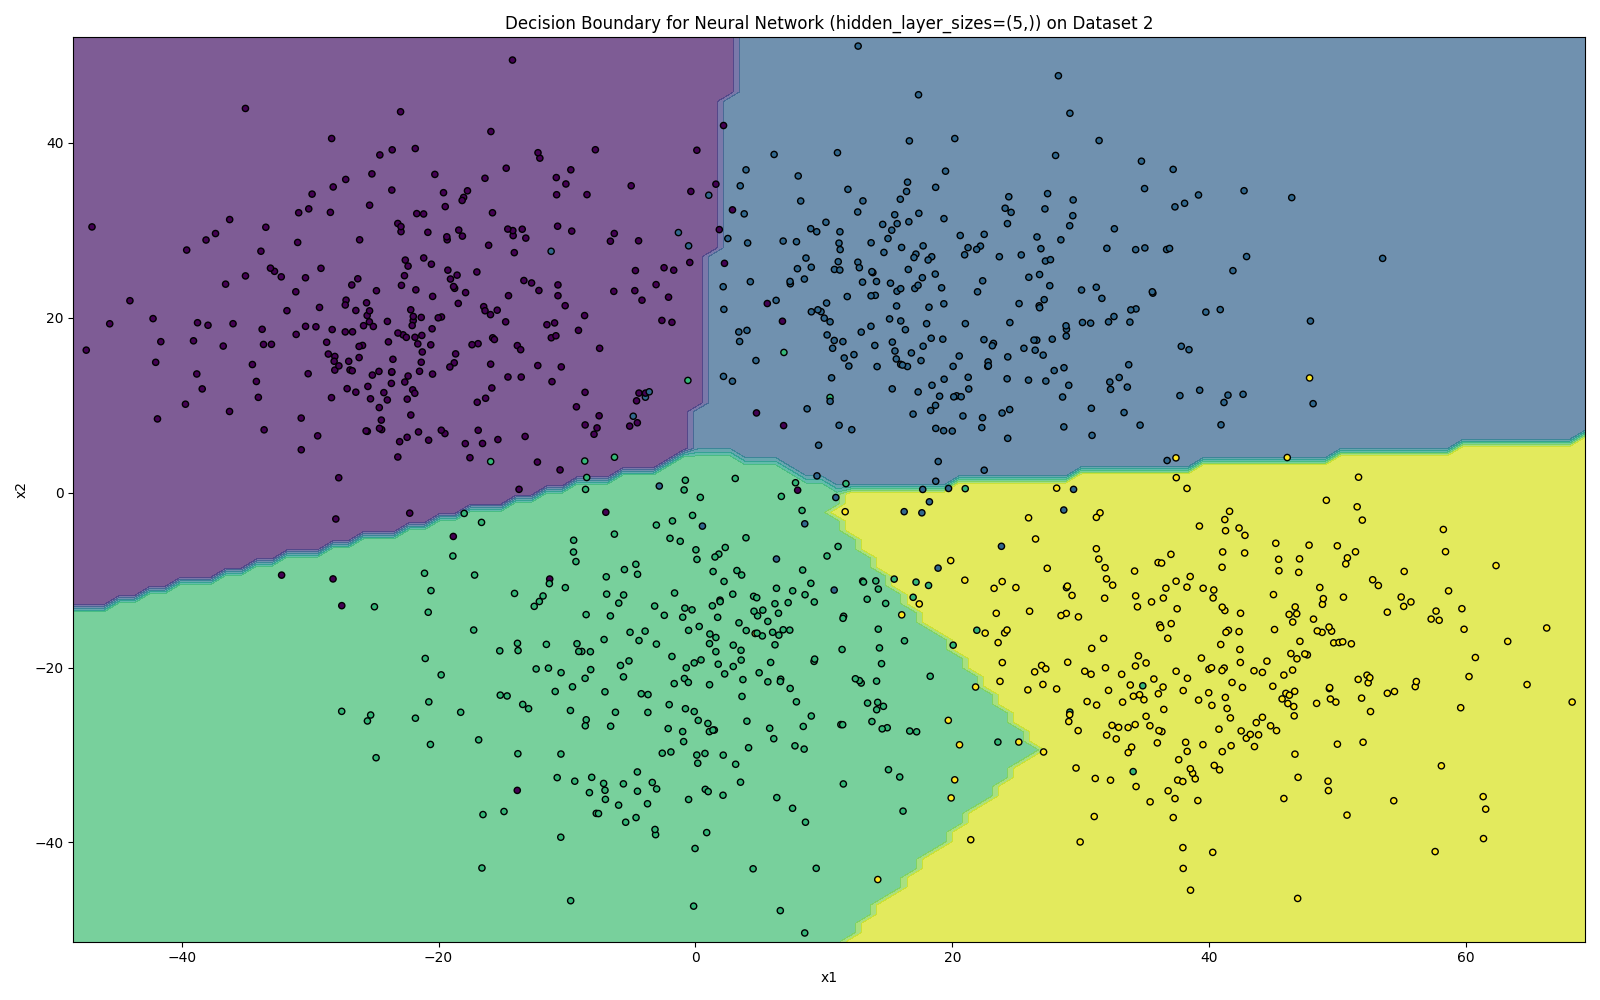 Decision Boundary for Neural Network (hidden_layer_sizes=(5,)) on Dataset 2
40
20
0
−20
−40
x2
−40 −20 0 20 40 60
x1